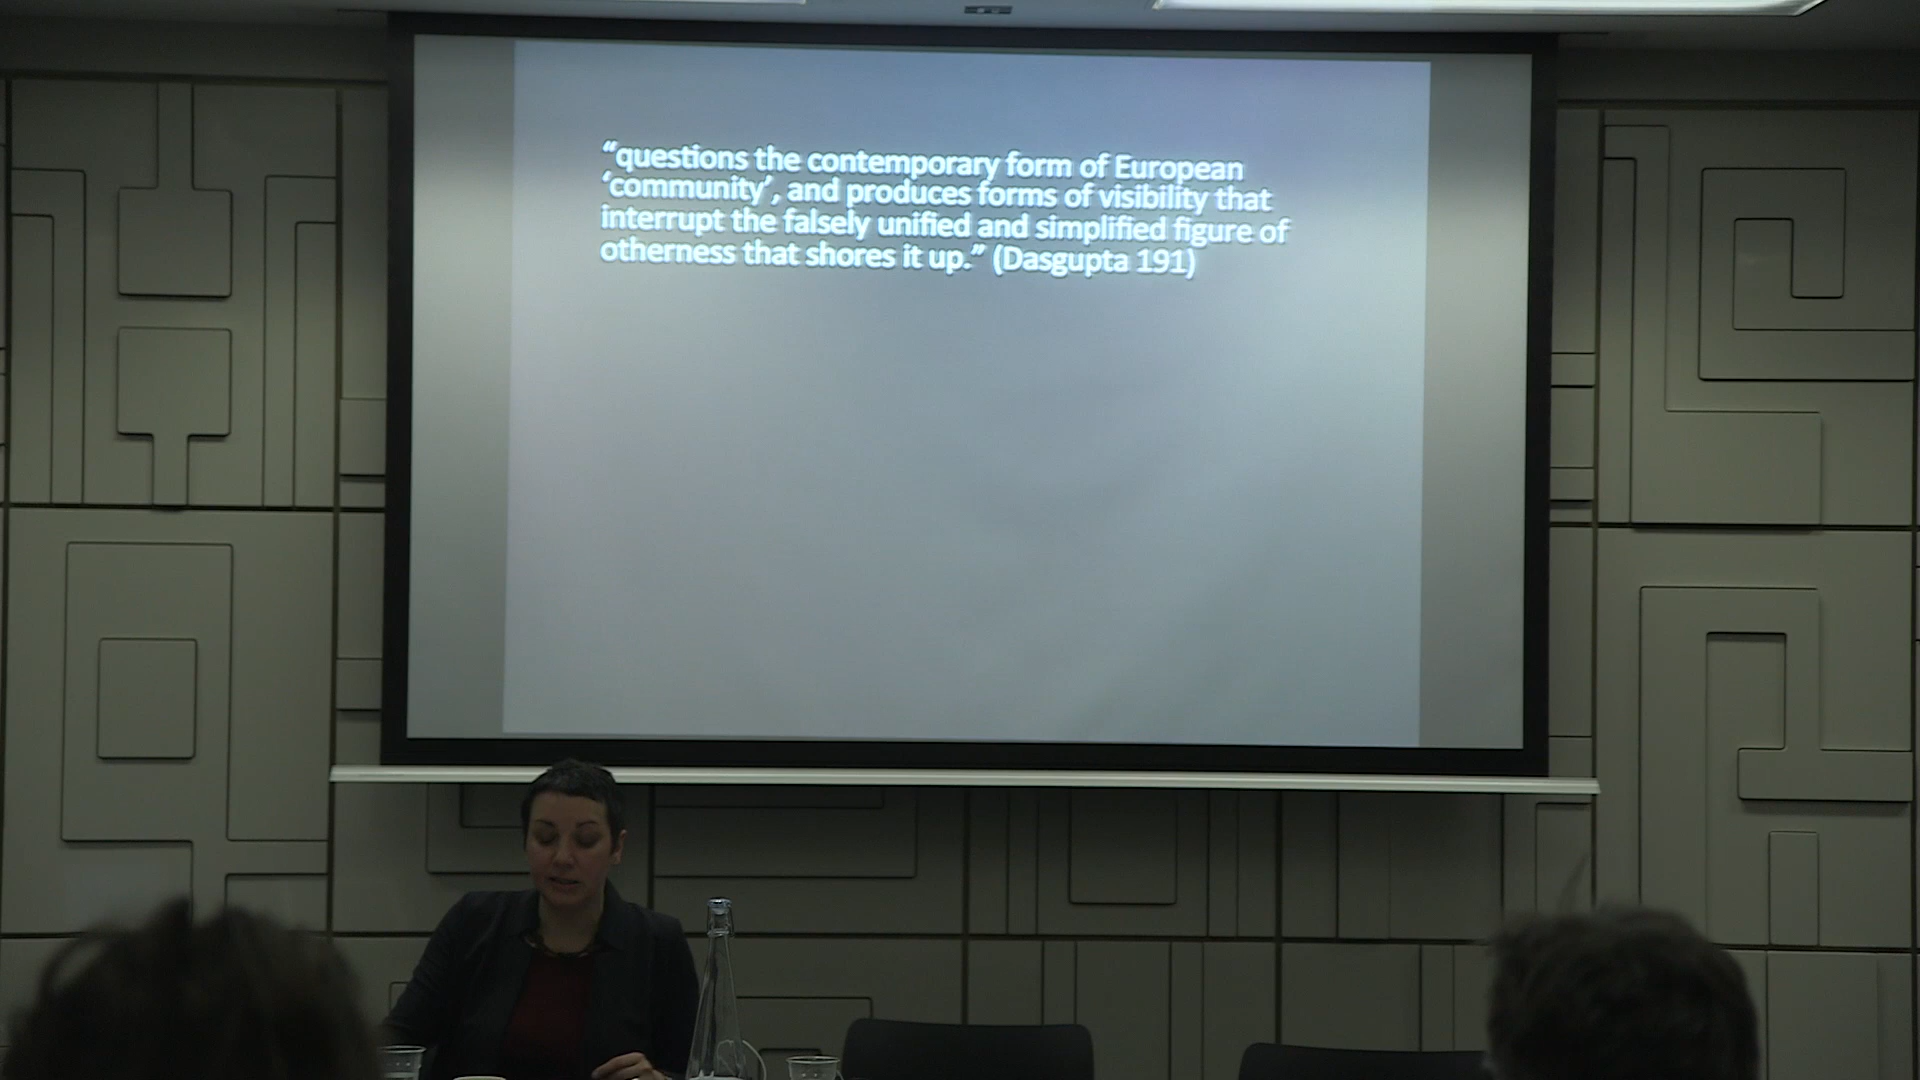 “questions the contemporary form of European
‘community’, and produces forms of visibility that
interrupt the falsely unified and simplified figure of
otherness that shores it up.” (Dasgupta 191)